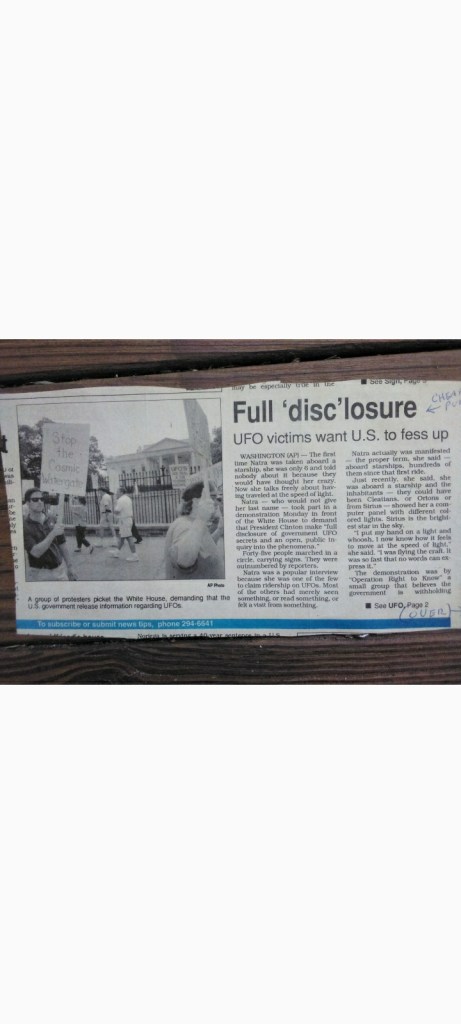 may be especially true in the
■ See Sign, Page
Full 'disc'losure
UFO victims want U.S. to fess up
Stop the
Cosmic
Watergate
AP Photo
A group of protesters picket the White House, demanding that the
U.S. government release information regarding UFOs.
WASHINGTON (AP) — The first
time Natra was taken aboard a
starship, she was only 6 and told
nobody about it because they
would have thought her crazy.
Now she talks freely about hav-
ing traveled at the speed of light.
Natra — who would not give
her last name — took part in a
demonstration Monday in front
of the White House to demand
that President Clinton make "full
disclosure of government UFO
secrets and an open, public in-
quiry into the phenomena."
Forty-five people marched in a
circle, carrying signs. They were
outnumbered by reporters.
Natra was a popular interview
because she was one of the few
to claim ridership on UFOs. Most
of the others had merely seen
something, or read something, or
felt a visit from something.
Natra actually was manifested
— the proper term, she said —
aboard starships, hundreds of
them since that first ride.
Just recently, she said, she
was aboard a starship and the
inhabitants — they could have
been Cleatians, or Ortons or
from Sirius — showed her a com-
puter panel with different col-
ored lights. Sirius is the bright-
est star in the sky.
"I put my hand on a light and
whoosh, I now know how it feels
to move at the speed of light,"
she said. "I was flying the craft. It
was so fast that no words can ex-
press it."
The demonstration was by
"Operation Right to Know" a
small group that believes the
government is withholding
■ See UFO, Page 2
(OVER)
To subscribe or submit news tips, phone 294-6641
Norton is serving a 40-year sentence in a U.S.